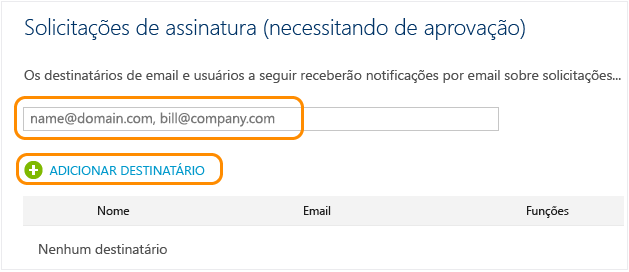 Solicitações de assinatura (necessitando de aprovação)
Os destinatários de email e usuários a seguir receberão notificações por email sobre solicitações...
name@domain.com, bill@company.com
ADICIONAR DESTINATÁRIO
Nome Email Funções
Nenhum destinatário